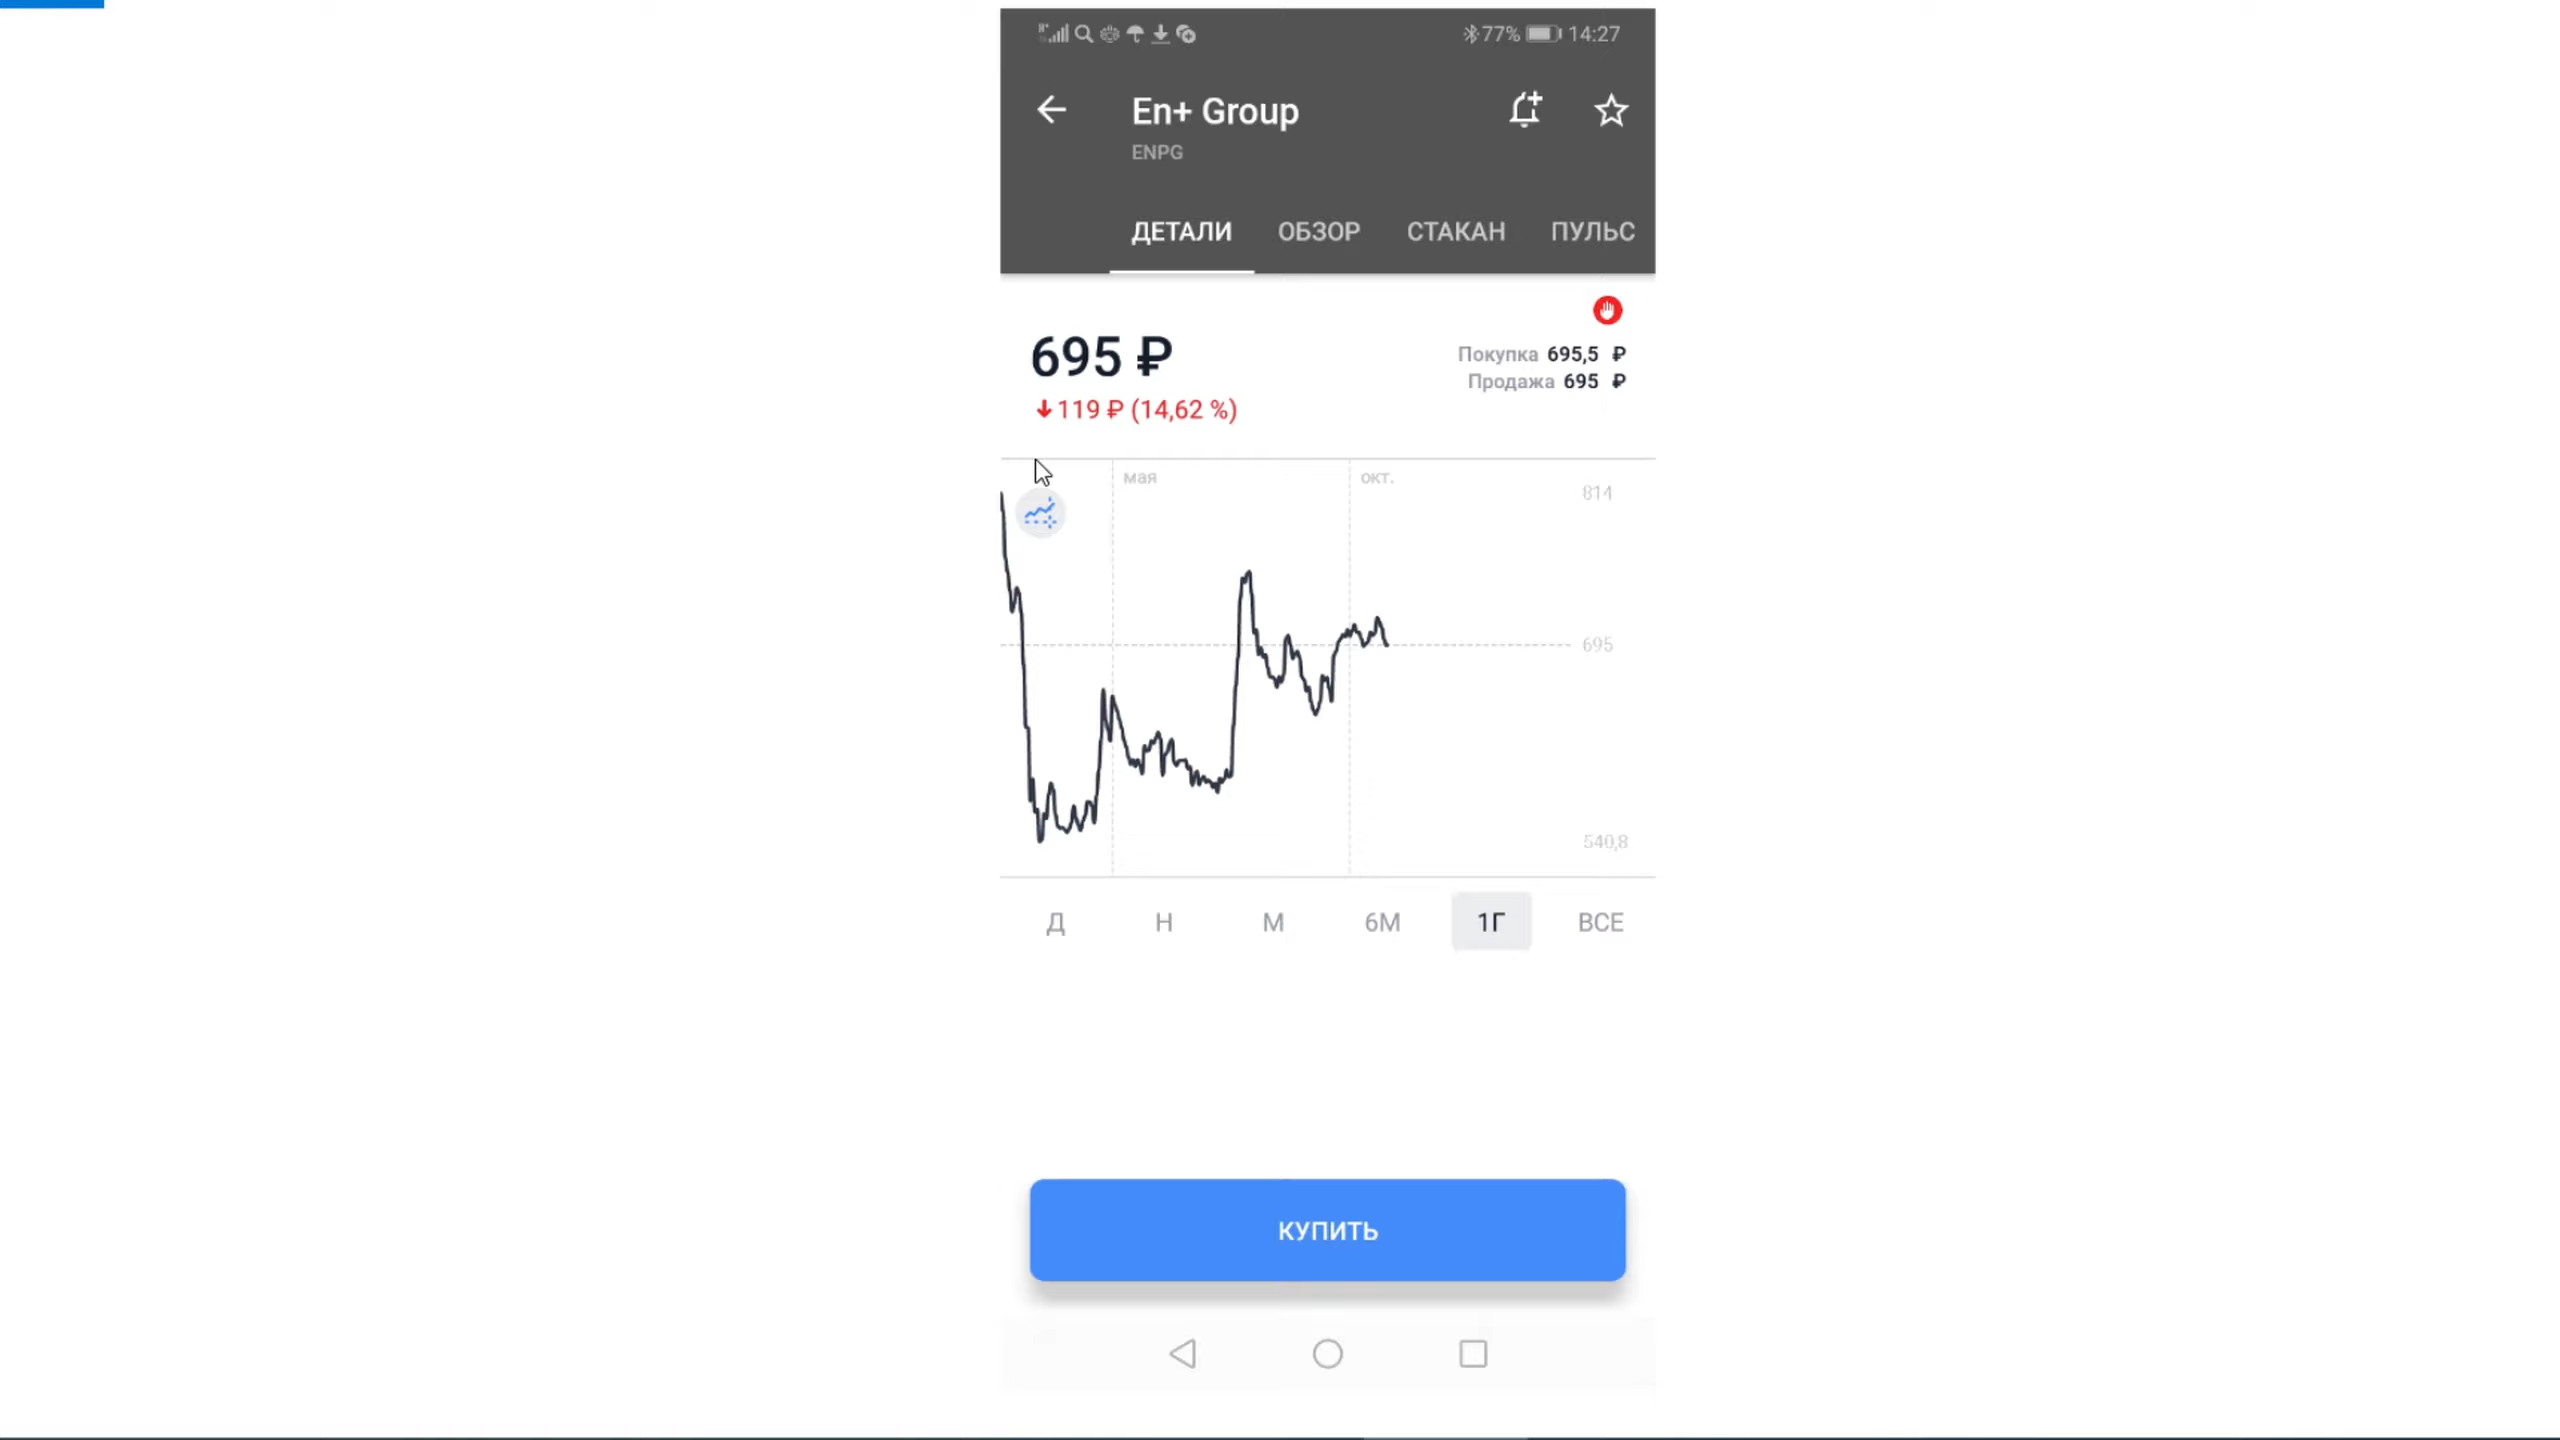 77% 14:27
En+ Group
ENPG
ДЕТАЛИ ОБЗОР СТАКАН ПУЛЬС
695 ₽
Покупка 695,5 ₽
Продажа 695 ₽
119 ₽ (14,62 %)
мая окт.
814
695
540,8
Д Н М 6М 1Г ВСЕ
КУПИТЬ